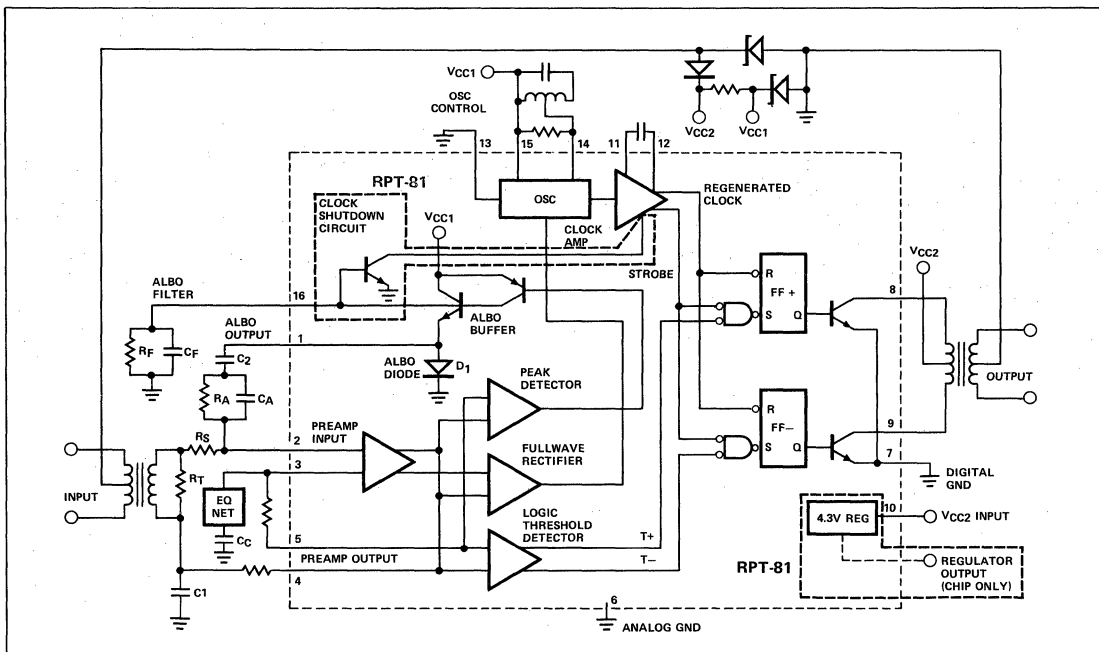 VCC1
OSC
CONTROL
VCC2
VCC1
13
15
14
11
12
RPT-81
CLOCK
SHUTDOWN
CIRCUIT
OSC
REGENERATED
CLOCK
VCC1
CLOCK
AMP
STROBE
VCC2
ALBO
FILTER
16
R
FF +
S
Q
8
RF
CF
ALBO
BUFFER
ALBO
OUTPUT
1
C2
ALBO
DIODE
D1
RA
CA
PEAK
DETECTOR
OUTPUT
RS
2
PREAMP
INPUT
R
FF−
S
Q
9
3
FULLWAVE
RECTIFIER
7
INPUT
RT
DIGITAL
GND
EQ
NET
LOGIC
THRESHOLD
DETECTOR
4.3V REG
10
VCC2 INPUT
CC
5
T+
PREAMP OUTPUT
T−
4
RPT-81
REGULATOR
OUTPUT
(CHIP ONLY)
C1
6
ANALOG GND